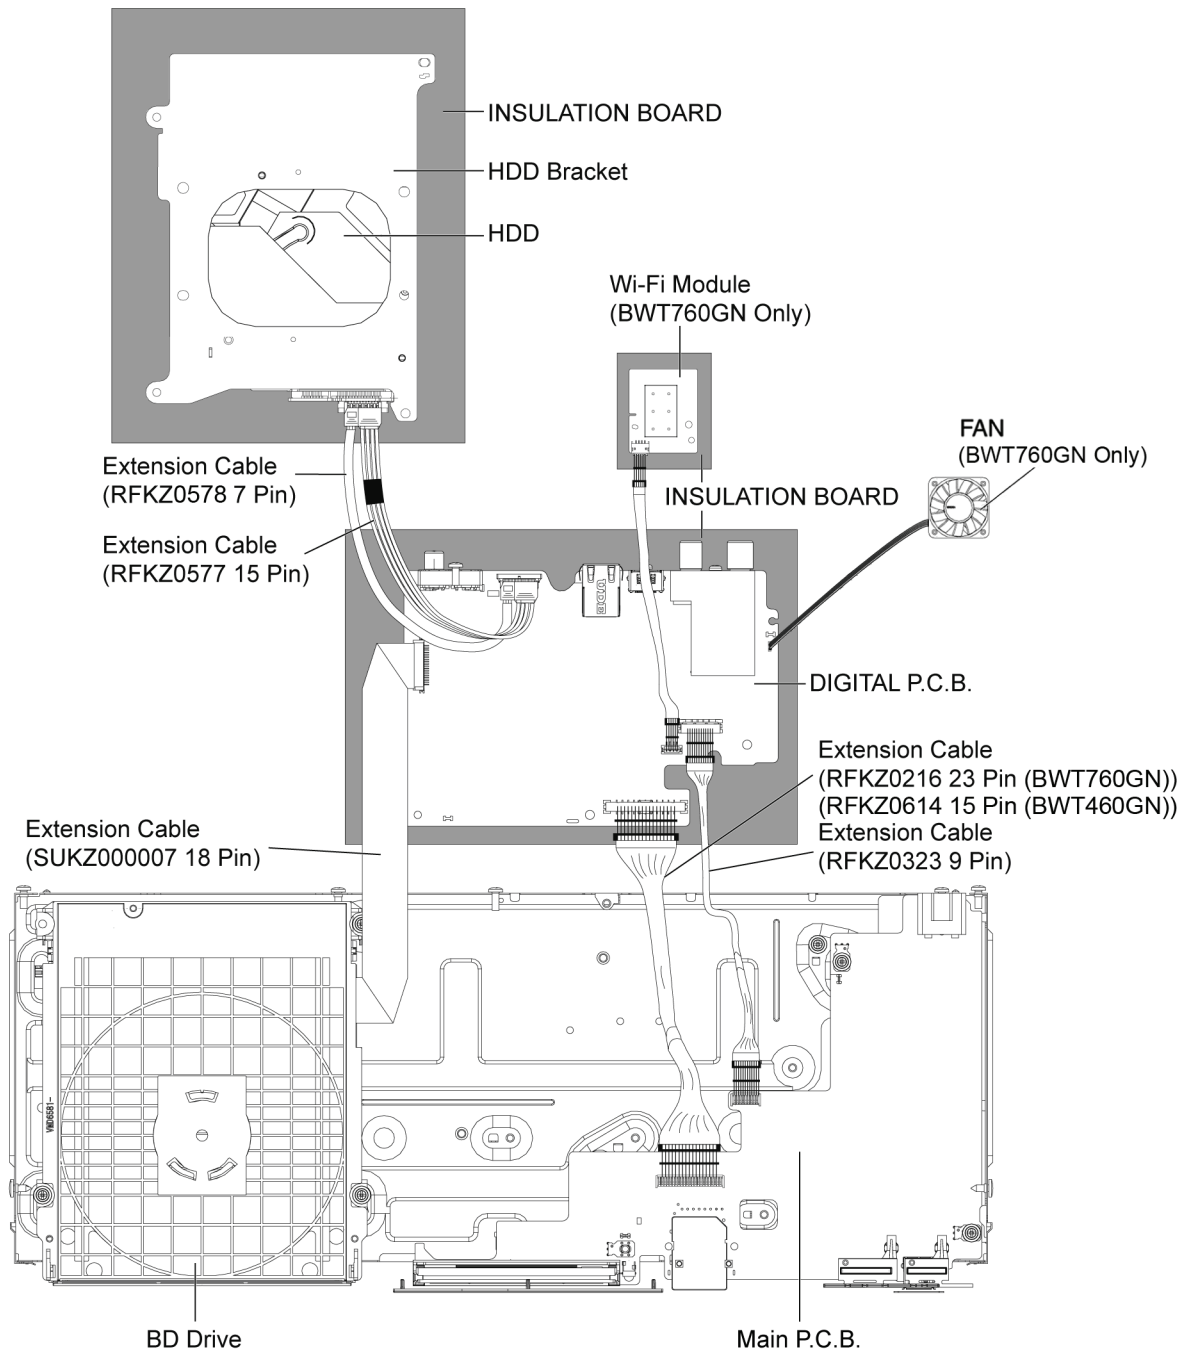 INSULATION BOARD
HDD Bracket
HDD
Wi-Fi Module
(BWT760GN Only)
FAN
(BWT760GN Only)
Extension Cable
(RFKZ0578 7 Pin)
INSULATION BOARD
Extension Cable
(RFKZ0577 15 Pin)
DIGITAL P.C.B.
Extension Cable
(RFKZ0216 23 Pin (BWT760GN))
(RFKZ0614 15 Pin (BWT460GN))
Extension Cable
(RFKZ0323 9 Pin)
Extension Cable
(SUKZ000007 18 Pin)
VMD6581-
BD Drive
Main P.C.B.